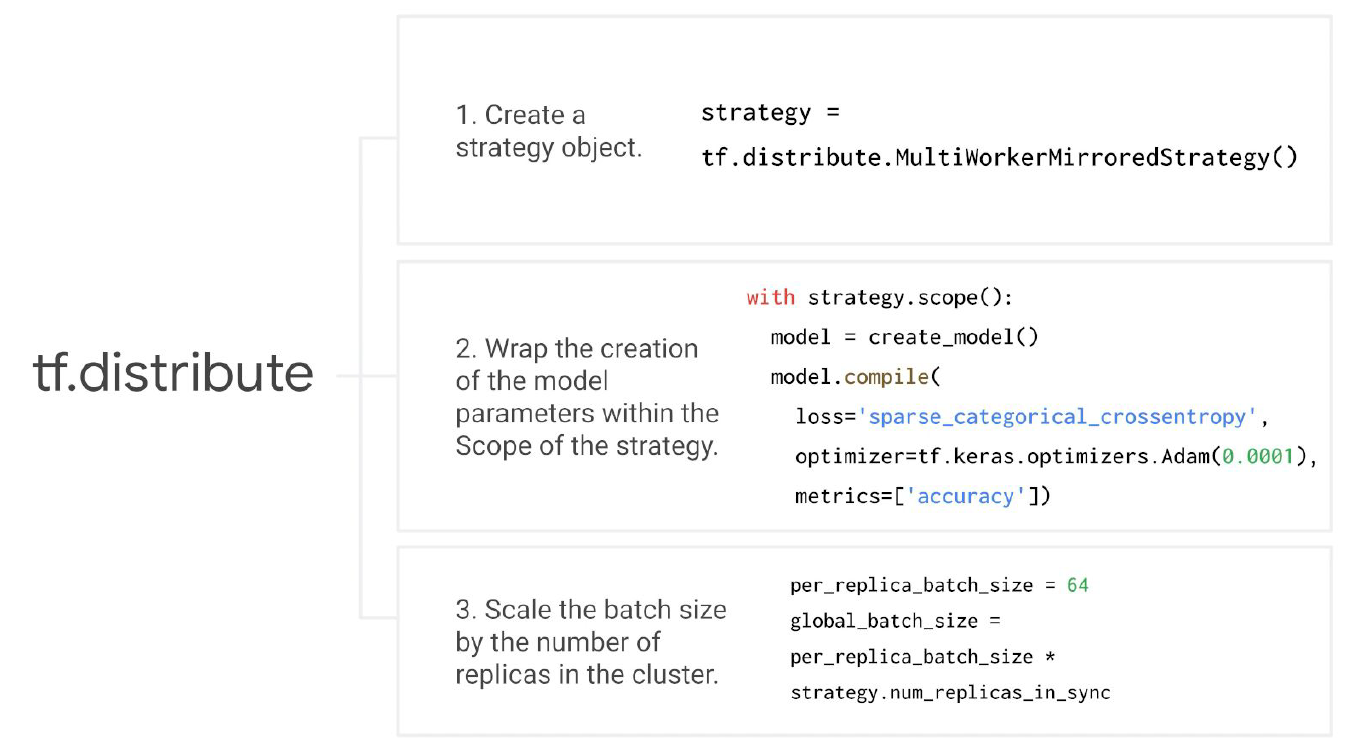 tf.distribute
1. Create a
strategy object.
strategy =
tf.distribute.MultiWorkerMirroredStrategy()
2. Wrap the creation
of the model
parameters within the
Scope of the strategy.
with strategy.scope():
model = create_model()
model.compile(
loss='sparse_categorical_crossentropy',
optimizer=tf.keras.optimizers.Adam(0.0001),
metrics=['accuracy'])
3. Scale the batch size
by the number of
replicas in the cluster.
per_replica_batch_size = 64
global_batch_size =
per_replica_batch_size *
strategy.num_replicas_in_sync